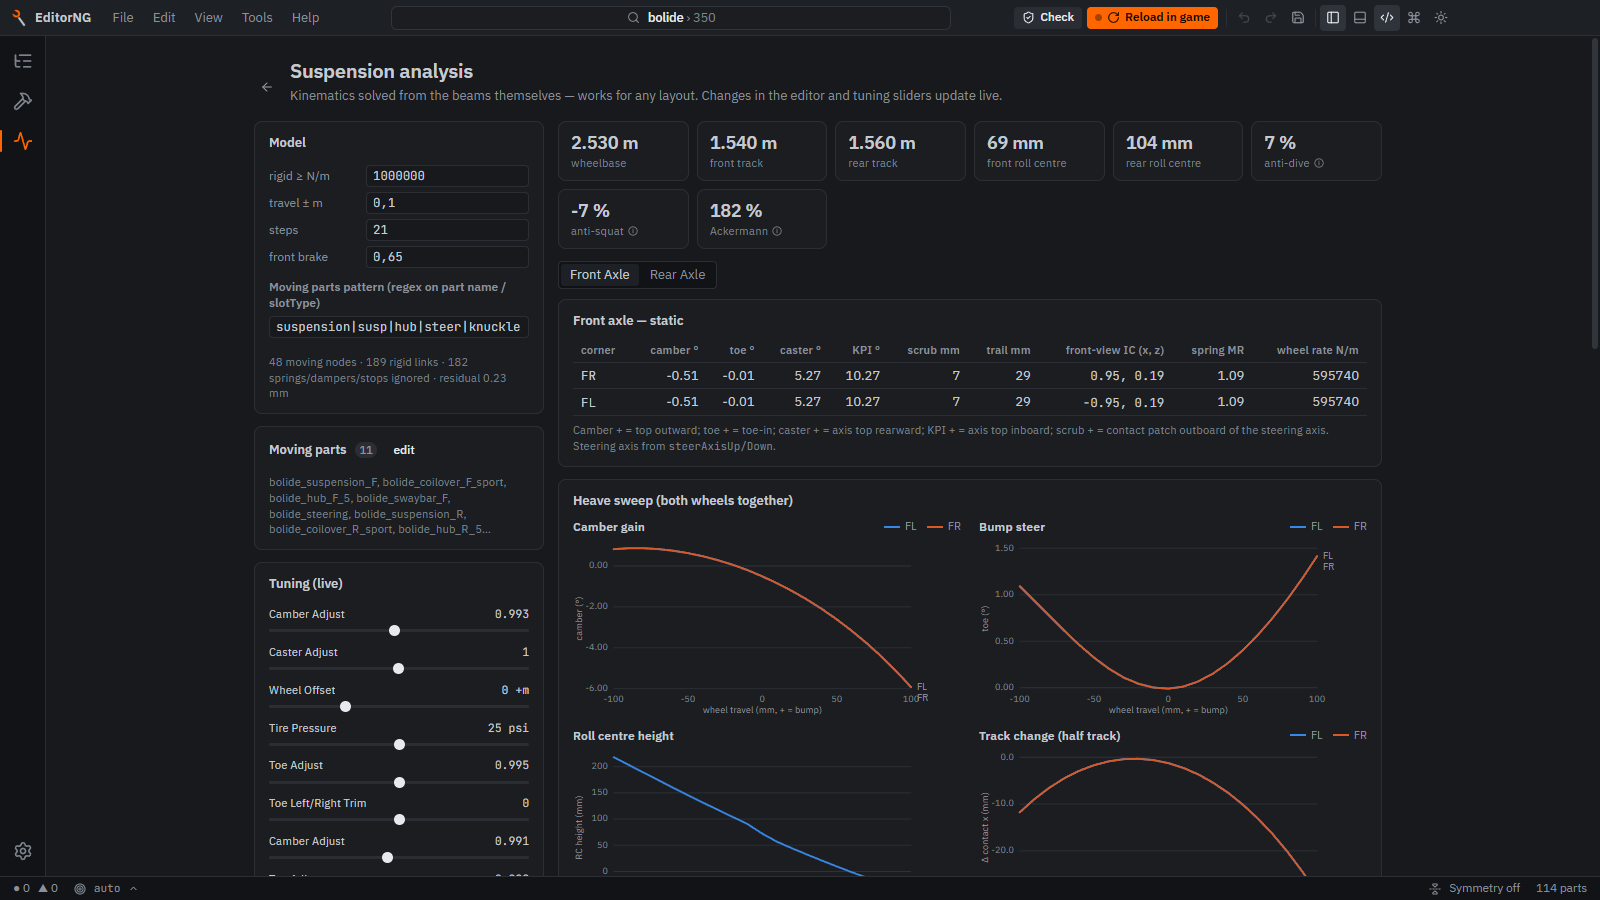 EditorNG File Edit View Tools Help bolide › 350 Check Reload in game
Suspension analysis
Kinematics solved from the beams themselves — works for any layout. Changes in the editor and tuning sliders update live.
Model
rigid ≥ N/m 1000000
travel ± m 0,1
steps 21
front brake 0,65
Moving parts pattern (regex on part name /
slotType)
suspension|susp|hub|steer|knuckle
48 moving nodes · 189 rigid links · 182
springs/dampers/stops ignored · residual 0.23
mm
Moving parts 11 edit
bolide_suspension_F, bolide_coilover_F_sport,
bolide_hub_F_5, bolide_swaybar_F,
bolide_steering, bolide_suspension_R,
bolide_coilover_R_sport, bolide_hub_R_5...
Tuning (live)
Camber Adjust 0.993
Caster Adjust 1
Wheel Offset 0 +m
Tire Pressure 25 psi
Toe Adjust 0.995
Toe Left/Right Trim 0
Camber Adjust 0.991
2.530 m 1.540 m 1.560 m 69 mm 104 mm 7 %
wheelbase front track rear track front roll centre rear roll centre anti-dive
-7 % 182 %
anti-squat Ackermann
Front Axle Rear Axle
Front axle — static
corner camber ° toe ° caster ° KPI ° scrub mm trail mm front-view IC (x, z) spring MR wheel rate N/m
FR -0.51 -0.01 5.27 10.27 7 29 0.95, 0.19 1.09 595740
FL -0.51 -0.01 5.27 10.27 7 29 -0.95, 0.19 1.09 595740
Camber + = top outward; toe + = toe-in; caster + = axis top rearward; KPI + = axis top inboard; scrub + = contact patch outboard of the steering axis.
Steering axis from steerAxisUp/Down.
Heave sweep (both wheels together)
Camber gain FL FR
0.00
-2.00
-4.00
-6.00
camber (°)
FL
FR
-100 -50 0 50 100
wheel travel (mm, + = bump)
Bump steer FL FR
1.50
1.00
0.50
0.00
toe (°)
FL
FR
-100 -50 0 50 100
wheel travel (mm, + = bump)
Roll centre height
200
150
100
50
0
RC height (mm)
Track change (half track) FL FR
0.0
-10.0
-20.0
Δ contact x (mm)
0 0 auto Symmetry off 114 parts